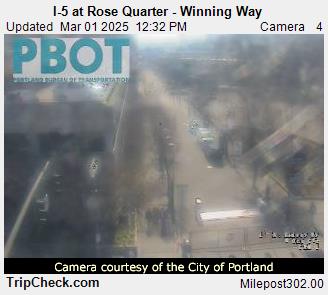 I-5 at Rose Quarter - Winning Way
Updated Mar 01 2025 12:32 PM Camera 4
PBOT
PORTLAND BUREAU OF TRANSPORTATION
Camera courtesy of the City of Portland
TripCheck.com Milepost302.00